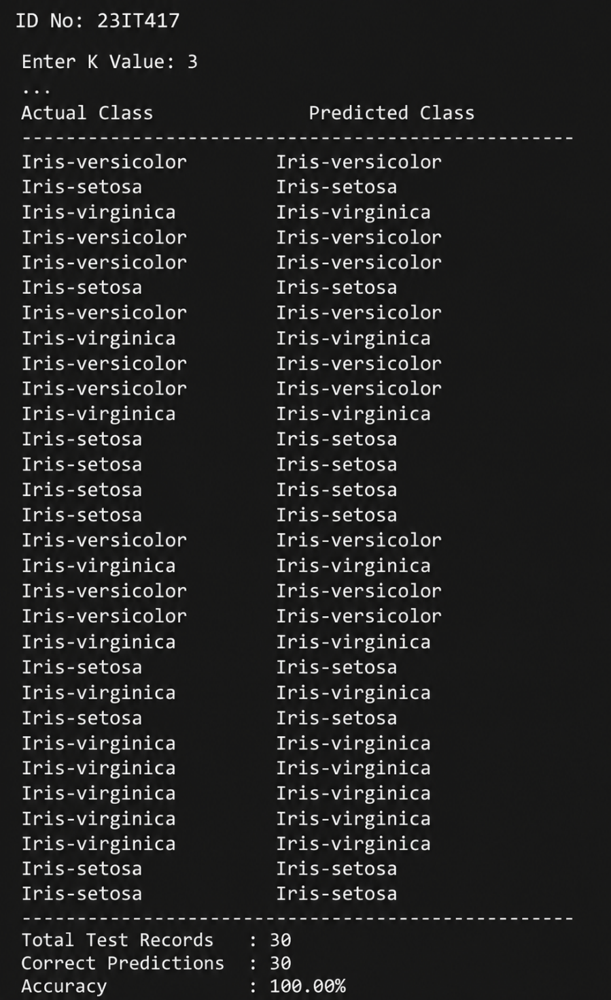 ID No: 23IT417
Enter K Value: 3
...
Actual Class Predicted Class
--------------------------------------------------
Iris-versicolor Iris-versicolor
Iris-setosa Iris-setosa
Iris-virginica Iris-virginica
Iris-versicolor Iris-versicolor
Iris-versicolor Iris-versicolor
Iris-setosa Iris-setosa
Iris-versicolor Iris-versicolor
Iris-virginica Iris-virginica
Iris-versicolor Iris-versicolor
Iris-versicolor Iris-versicolor
Iris-virginica Iris-virginica
Iris-setosa Iris-setosa
Iris-setosa Iris-setosa
Iris-setosa Iris-setosa
Iris-setosa Iris-setosa
Iris-versicolor Iris-versicolor
Iris-virginica Iris-virginica
Iris-versicolor Iris-versicolor
Iris-versicolor Iris-versicolor
Iris-virginica Iris-virginica
Iris-setosa Iris-setosa
Iris-virginica Iris-virginica
Iris-setosa Iris-setosa
Iris-virginica Iris-virginica
Iris-virginica Iris-virginica
Iris-virginica Iris-virginica
Iris-virginica Iris-virginica
Iris-virginica Iris-virginica
Iris-setosa Iris-setosa
Iris-setosa Iris-setosa
--------------------------------------------------
Total Test Records : 30
Correct Predictions : 30
Accuracy : 100.00%